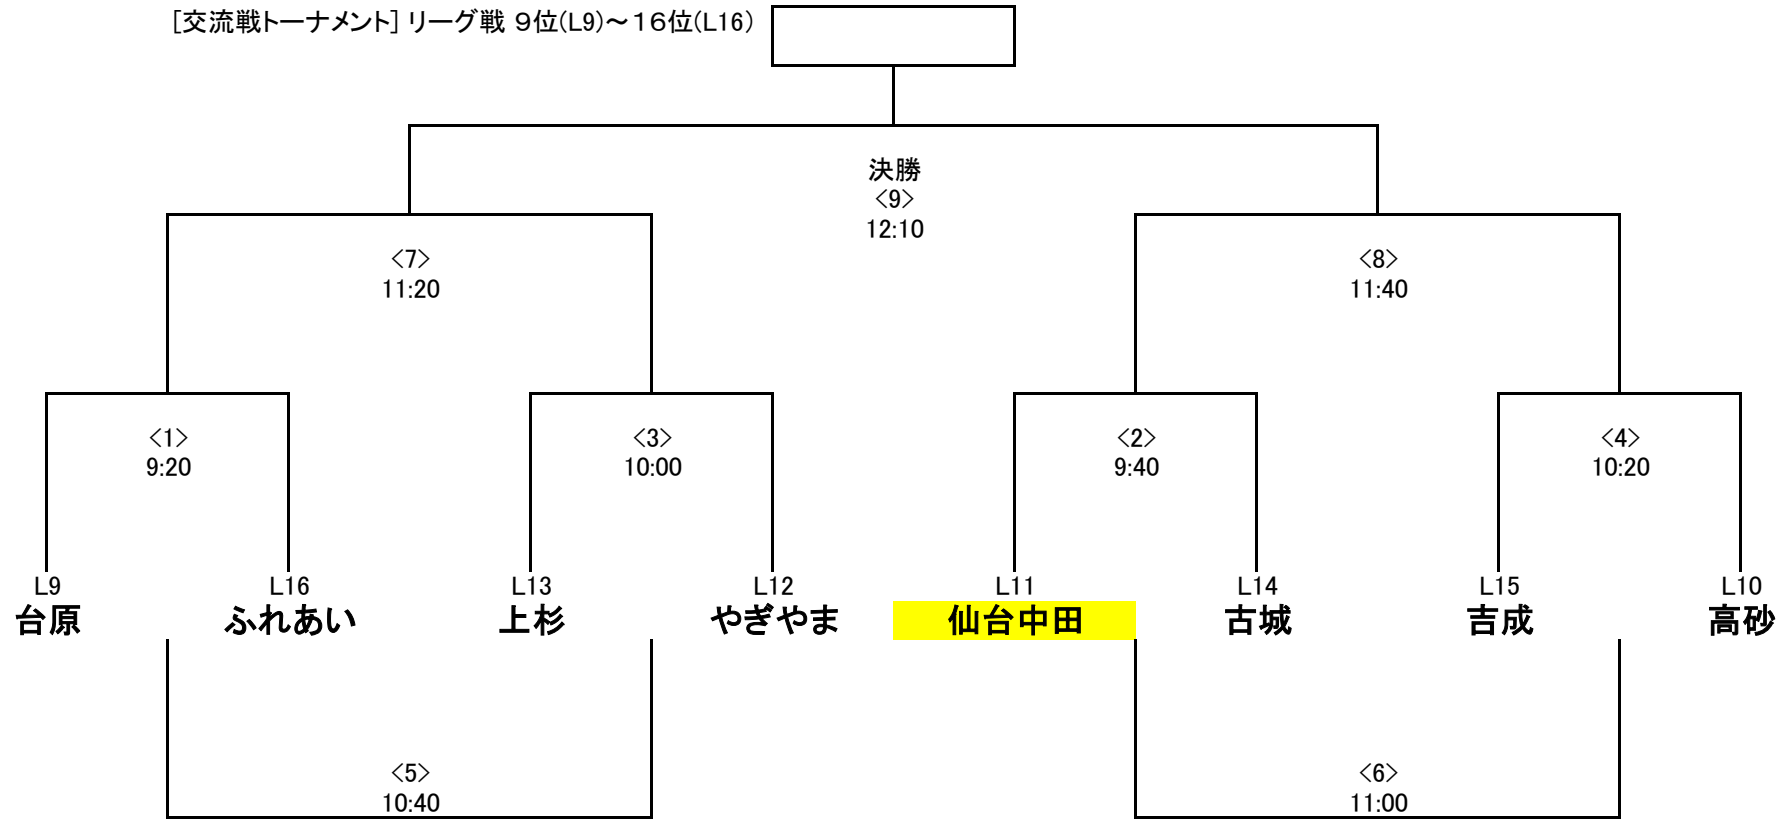 [交流戦トーナメント] リーグ戦 ９位(L9)～１６位(L16)
決勝
<9>
12:10
<7>
11:20
<8>
11:40
<1>
9:20
<3>
10:00
<2>
9:40
<4>
10:20
L9
台原
L16
ふれあい
L13
上杉
L12
やぎやま
L11
仙台中田
L14
古城
L15
吉成
L10
高砂
<5>
10:40
<6>
11:00